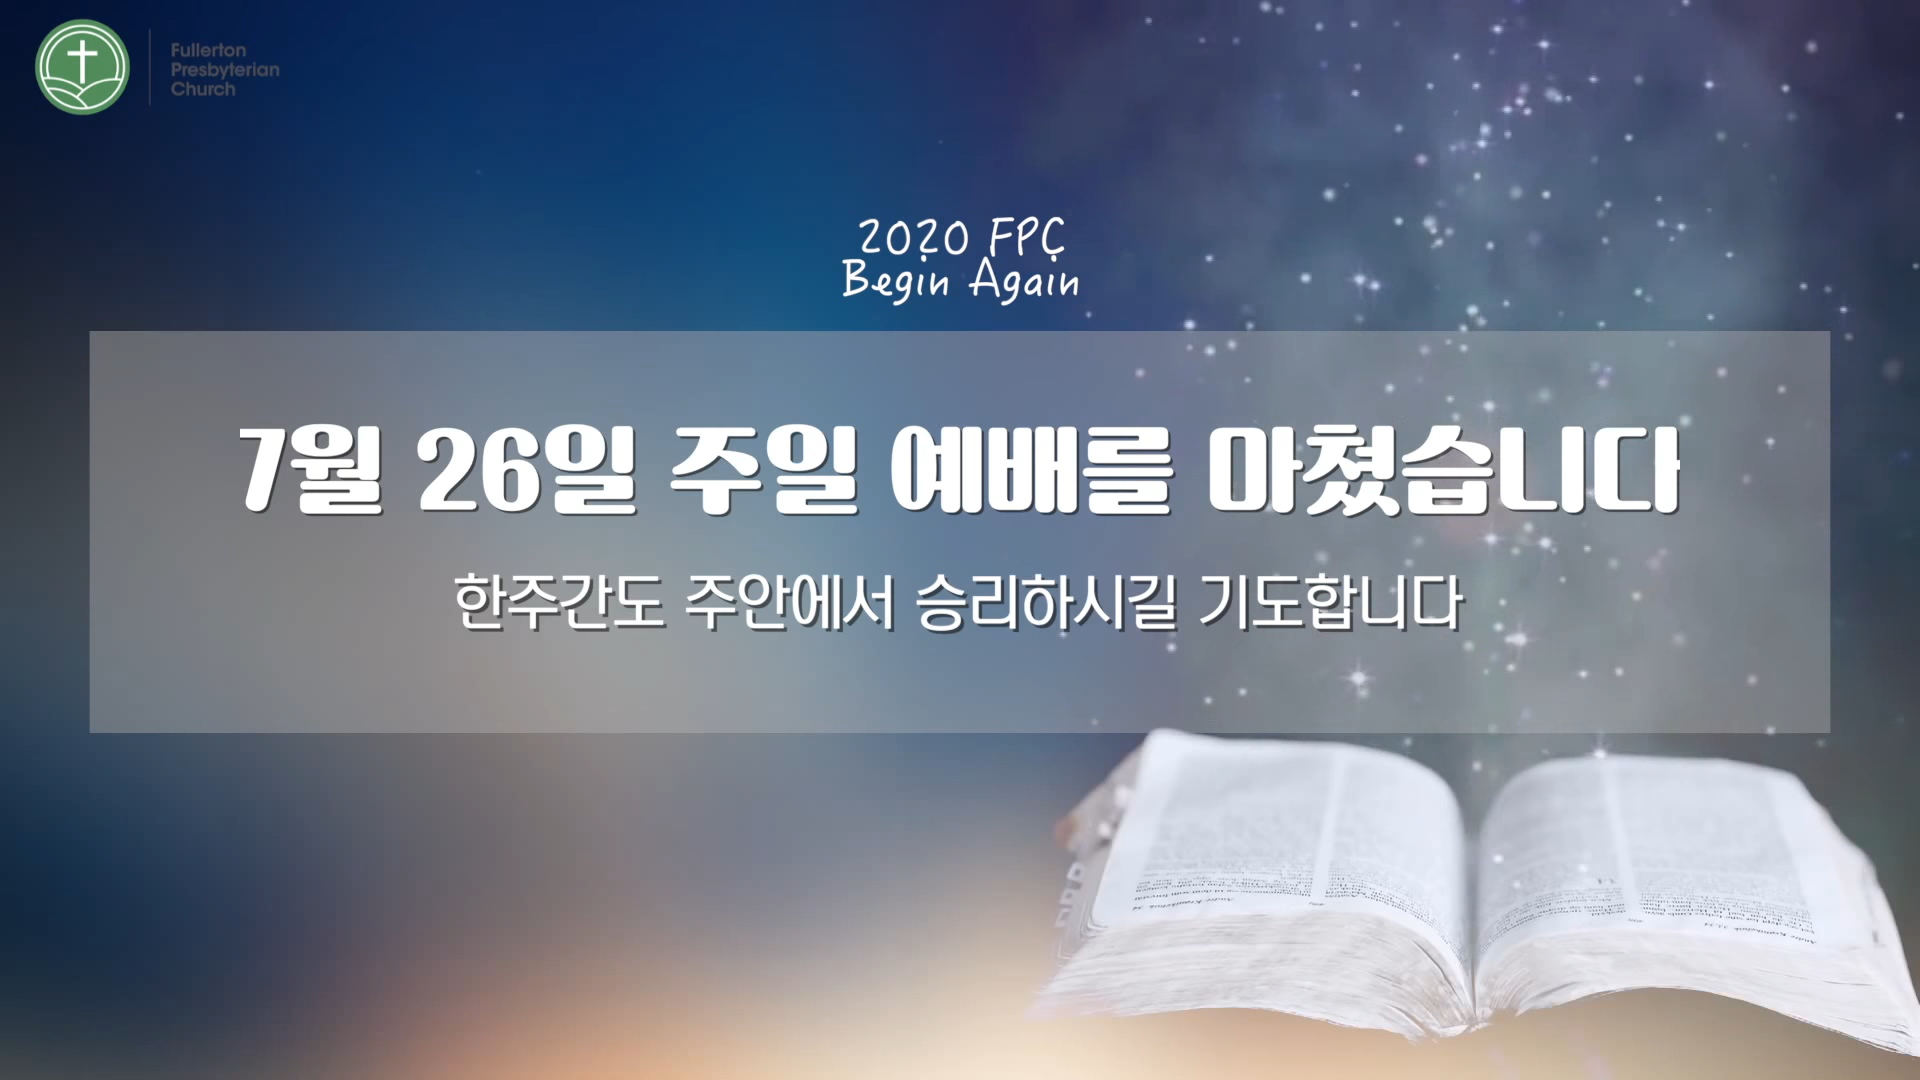 Fullerton
Presbyterian
Church
2020 FPC
Begin Again
7월 26일 주일 예배를 마쳤습니다
한주간도 주안에서 승리하시길 기도합니다